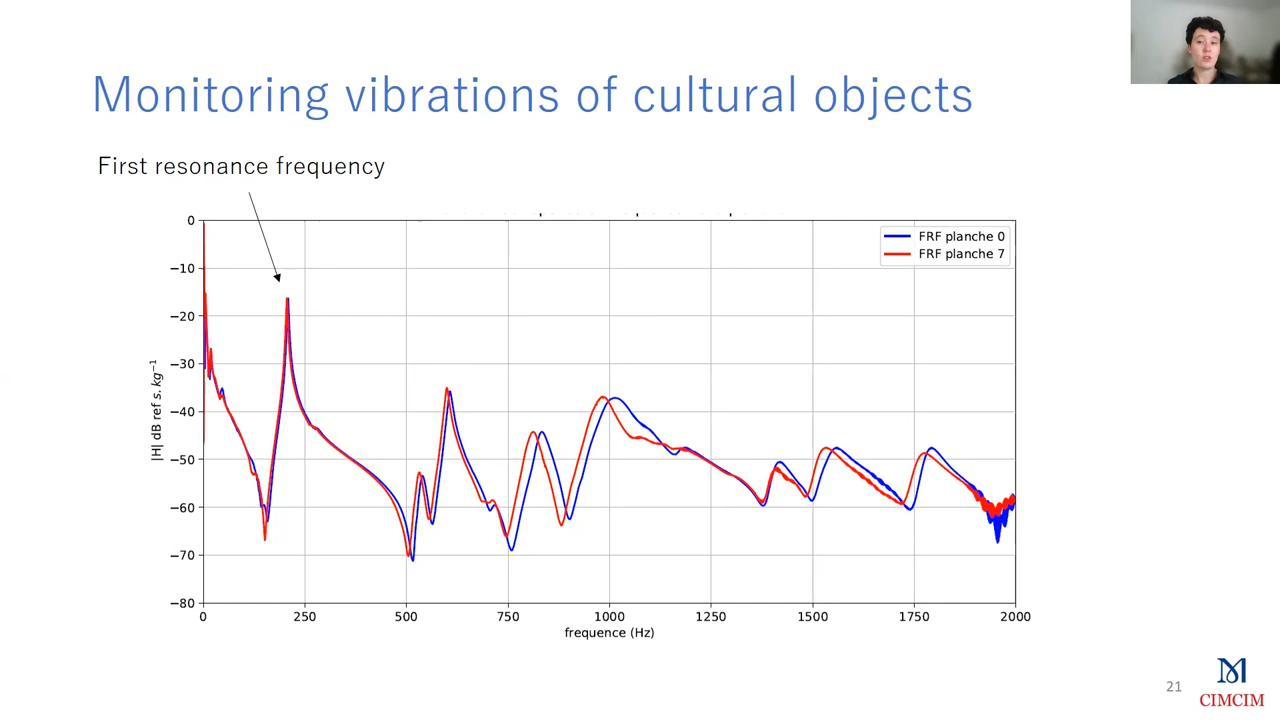 Monitoring vibrations of cultural objects
First resonance frequency
FRF planche 0
FRF planche 7
0
−10
−20
−30
−40
−50
−60
−70
−80
|H| dB ref s. kg⁻¹
0 250 500 750 1000 1250 1500 1750 2000
frequence (Hz)
21
CIMCIM